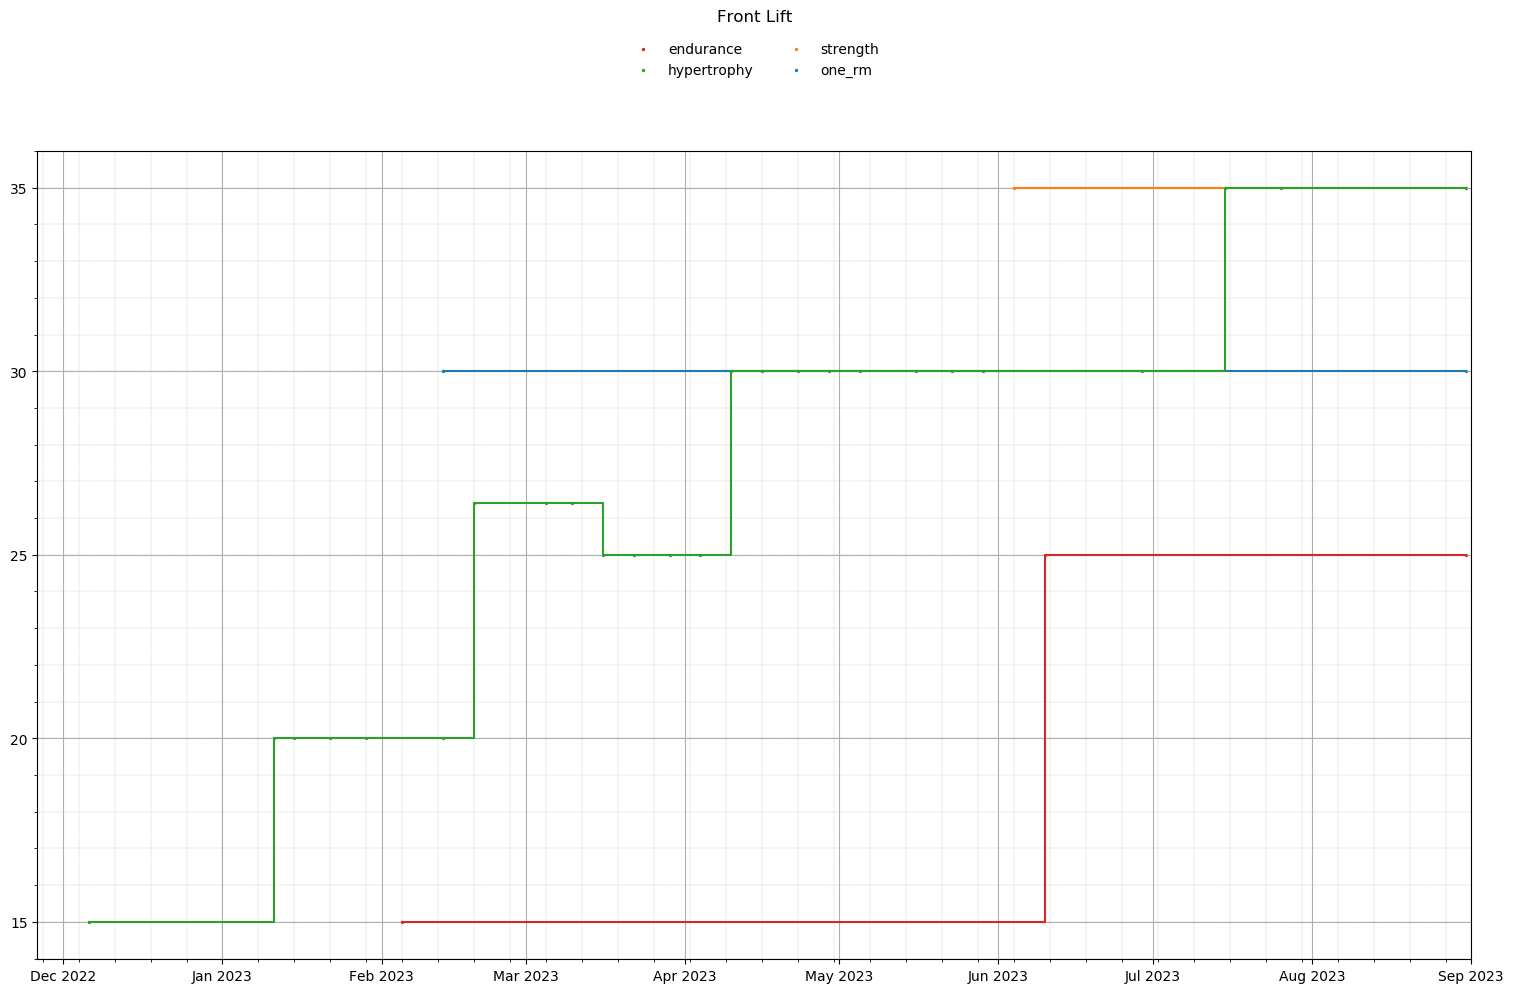 Front Lift
endurance strength
hypertrophy one_rm
35
30
25
20
15
Dec 2022 Jan 2023 Feb 2023 Mar 2023 Apr 2023 May 2023 Jun 2023 Jul 2023 Aug 2023 Sep 2023